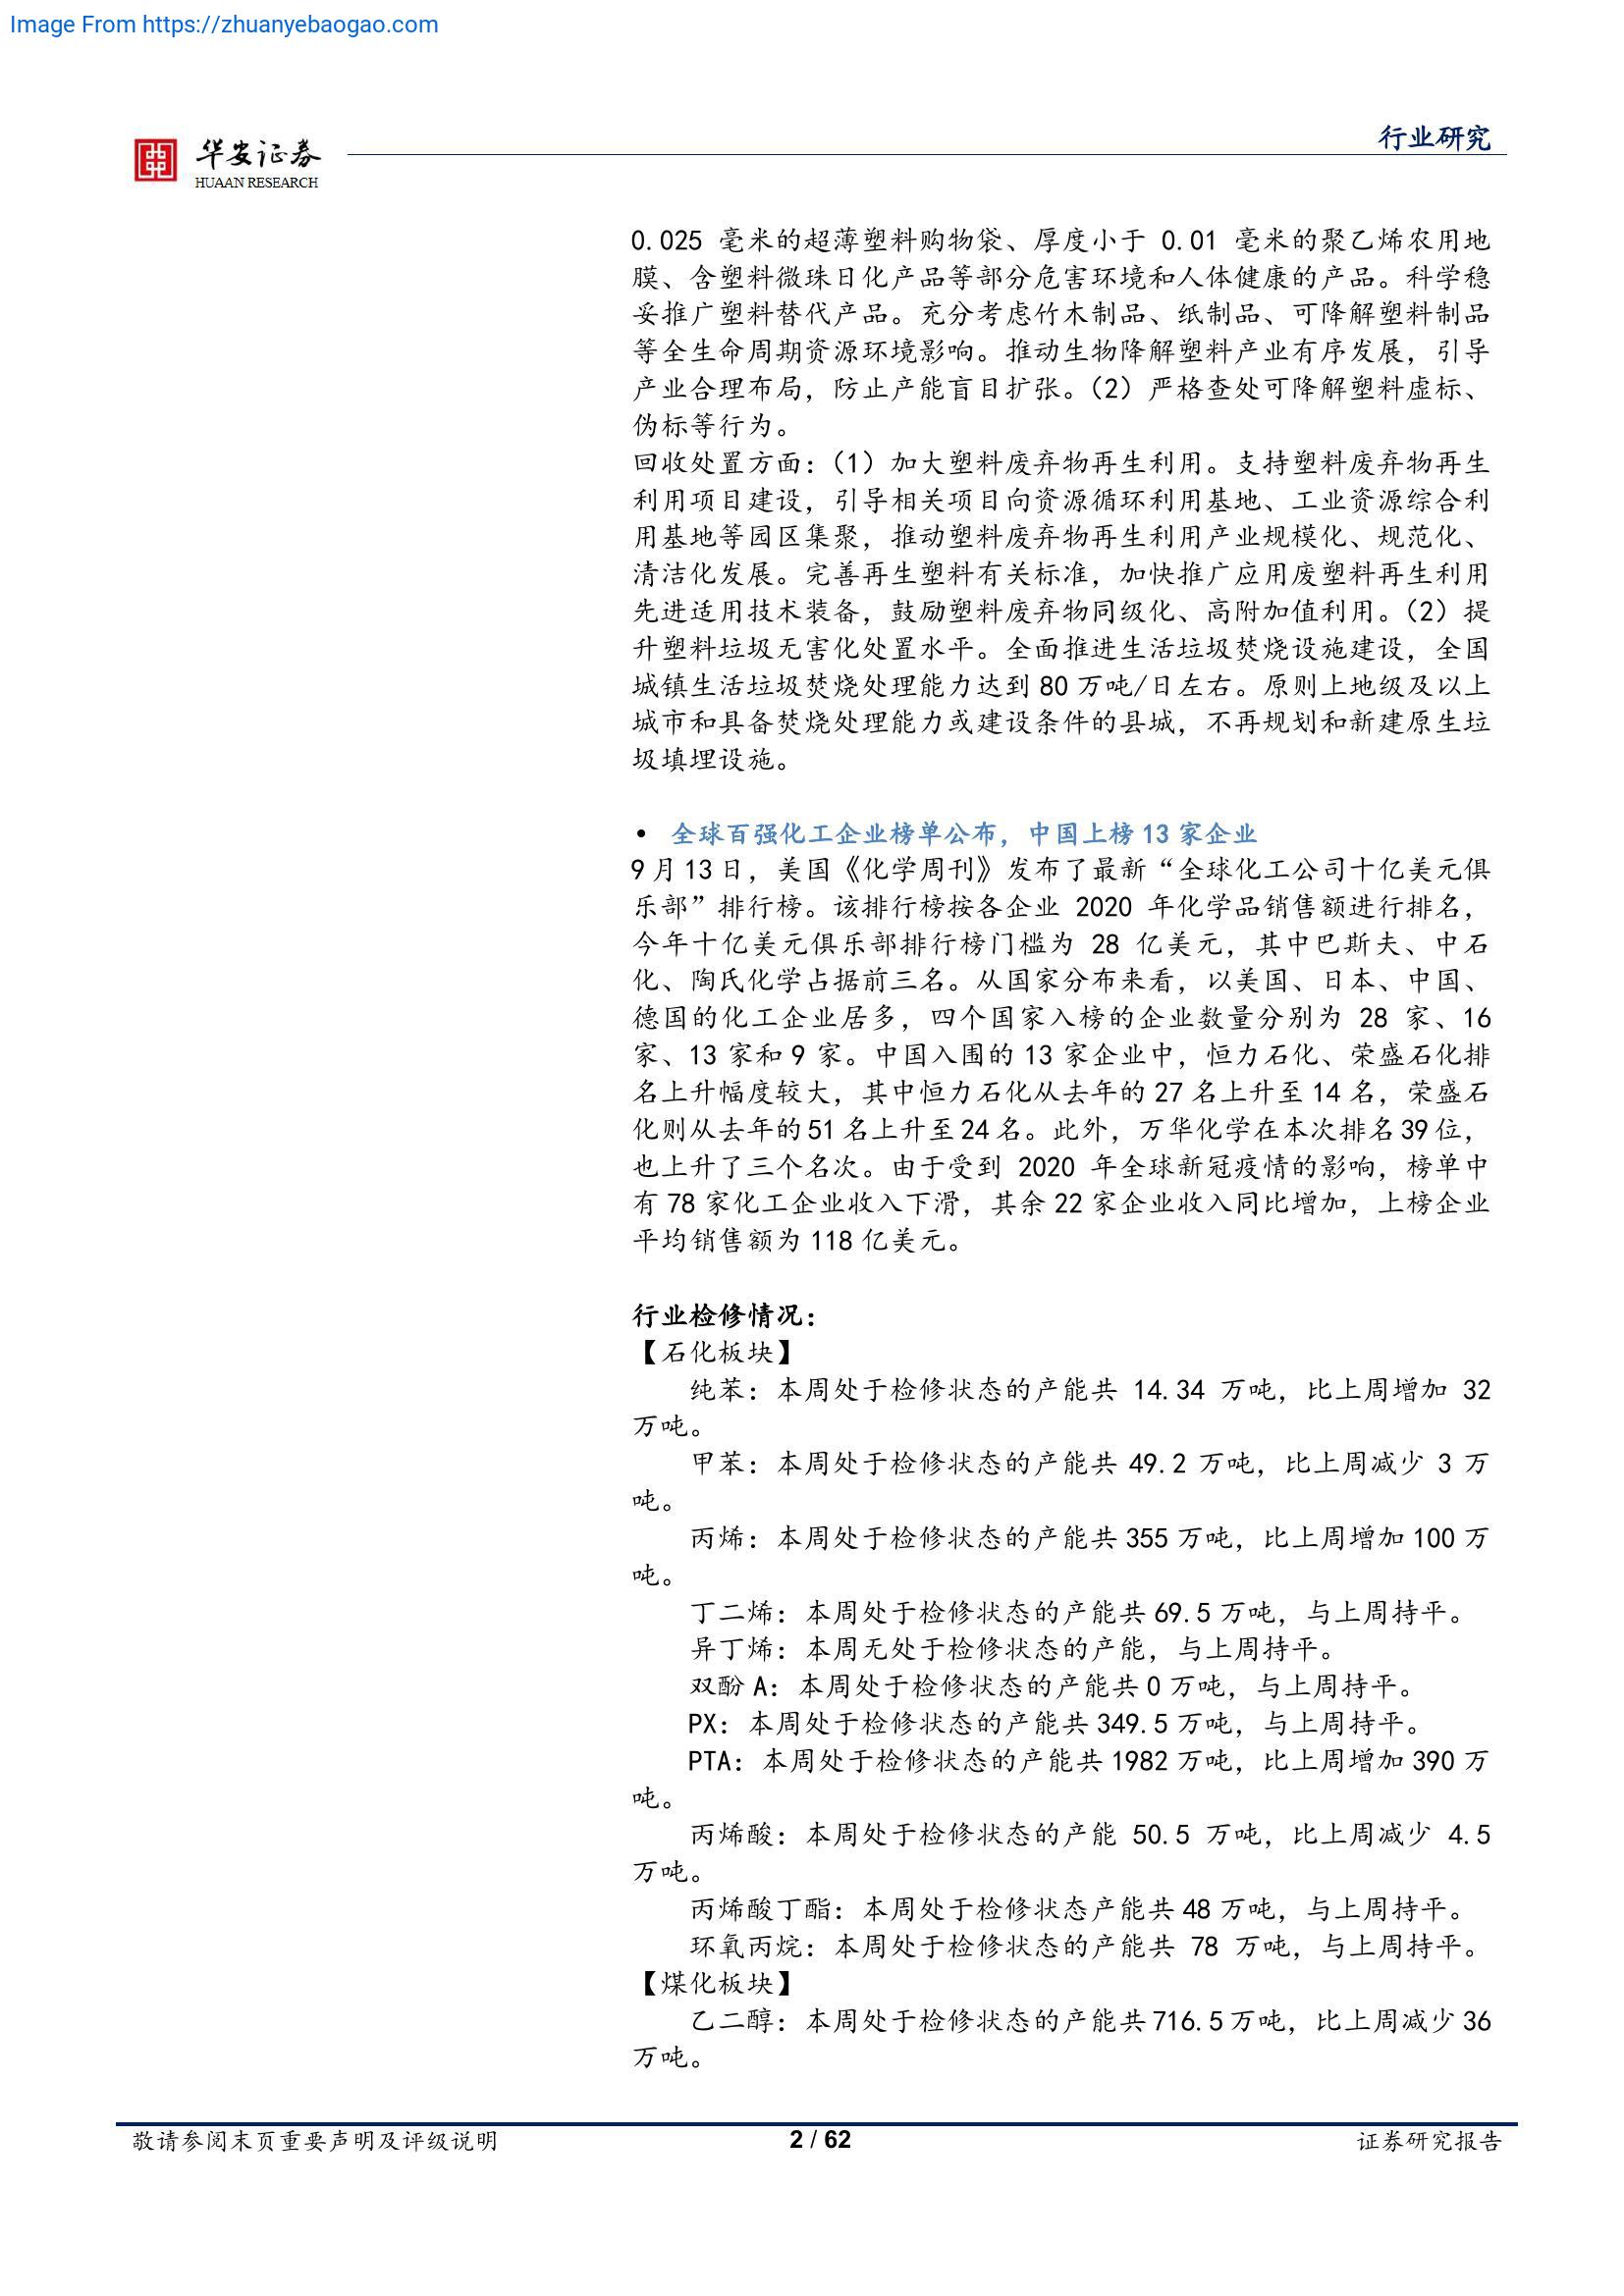 Image From https://zhuanyebaogao.com
华安证券
HUAAN RESEARCH
行业研究
0.025 毫米的超薄塑料购物袋、厚度小于 0.01 毫米的聚乙烯农用地
膜、含塑料微珠日化产品等部分危害环境和人体健康的产品。科学稳
妥推广塑料替代产品。充分考虑竹木制品、纸制品、可降解塑料制品
等全生命周期资源环境影响。推动生物降解塑料产业有序发展，引导
产业合理布局，防止产能盲目扩张。（2）严格查处可降解塑料虚标、
伪标等行为。
回收处置方面：（1）加大塑料废弃物再生利用。支持塑料废弃物再生
利用项目建设，引导相关项目向资源循环利用基地、工业资源综合利
用基地等园区集聚，推动塑料废弃物再生利用产业规模化、规范化、
清洁化发展。完善再生塑料有关标准，加快推广应用废塑料再生利用
先进适用技术装备，鼓励塑料废弃物同级化、高附加值利用。（2）提
升塑料垃圾无害化处置水平。全面推进生活垃圾焚烧设施建设，全国
城镇生活垃圾焚烧处理能力达到 80 万吨/日左右。原则上地级及以上
城市和具备焚烧处理能力或建设条件的县城，不再规划和新建原生垃
圾填埋设施。
• 全球百强化工企业榜单公布，中国上榜 13 家企业
9 月 13 日，美国《化学周刊》发布了最新“全球化工公司十亿美元俱
乐部”排行榜。该排行榜按各企业 2020 年化学品销售额进行排名，
今年十亿美元俱乐部排行榜门槛为 28 亿美元，其中巴斯夫、中石
化、陶氏化学占据前三名。从国家分布来看，以美国、日本、中国、
德国的化工企业居多，四个国家入榜的企业数量分别为 28 家、16
家、13 家和 9 家。中国入围的 13 家企业中，恒力石化、荣盛石化排
名上升幅度较大，其中恒力石化从去年的 27 名上升至 14 名，荣盛石
化则从去年的 51 名上升至 24 名。此外，万华化学在本次排名 39 位，
也上升了三个名次。由于受到 2020 年全球新冠疫情的影响，榜单中
有 78 家化工企业收入下滑，其余 22 家企业收入同比增加，上榜企业
平均销售额为 118 亿美元。
行业检修情况：
【石化板块】
纯苯：本周处于检修状态的产能共 14.34 万吨，比上周增加 32
万吨。
甲苯：本周处于检修状态的产能共 49.2 万吨，比上周减少 3 万
吨。
丙烯：本周处于检修状态的产能共 355 万吨，比上周增加 100 万
吨。
丁二烯：本周处于检修状态的产能共 69.5 万吨，与上周持平。
异丁烯：本周无处于检修状态的产能，与上周持平。
双酚 A：本周处于检修状态的产能共 0 万吨，与上周持平。
PX：本周处于检修状态的产能共 349.5 万吨，与上周持平。
PTA：本周处于检修状态的产能共 1982 万吨，比上周增加 390 万
吨。
丙烯酸：本周处于检修状态的产能 50.5 万吨，比上周减少 4.5
万吨。
丙烯酸丁酯：本周处于检修状态产能共 48 万吨，与上周持平。
环氧丙烷：本周处于检修状态的产能共 78 万吨，与上周持平。
【煤化板块】
乙二醇：本周处于检修状态的产能共 716.5 万吨，比上周减少 36
万吨。
敬请参阅末页重要声明及评级说明
2 / 62
证券研究报告